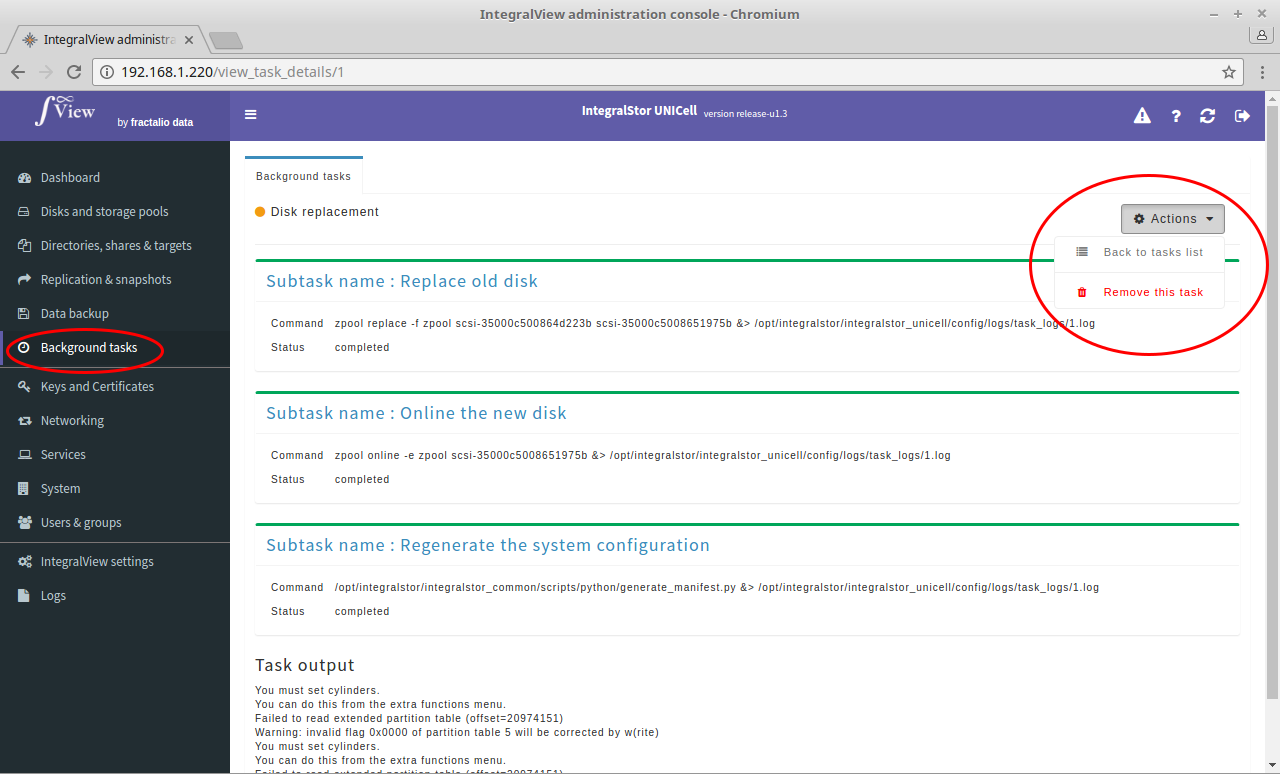 IntegralView administration console - Chromium
IntegralView administra
192.168.1.220/view_task_details/1
View
by fractalio data
IntegralStor UNICell version release-u1.3
Dashboard
Disks and storage pools
Directories, shares & targets
Replication & snapshots
Data backup
Background tasks
Keys and Certificates
Networking
Services
System
Users & groups
IntegralView settings
Logs
Background tasks
Disk replacement
Actions
Back to tasks list
Remove this task
Subtask name : Replace old disk
Command zpool replace -f zpool scsi-35000c500864d223b scsi-35000c5008651975b &> /opt/integralstor/integralstor_unicell/config/logs/task_logs/1.log
Status completed
Subtask name : Online the new disk
Command zpool online -e zpool scsi-35000c5008651975b &> /opt/integralstor/integralstor_unicell/config/logs/task_logs/1.log
Status completed
Subtask name : Regenerate the system configuration
Command /opt/integralstor/integralstor_common/scripts/python/generate_manifest.py &> /opt/integralstor/integralstor_unicell/config/logs/task_logs/1.log
Status completed
Task output
You must set cylinders.
You can do this from the extra functions menu.
Failed to read extended partition table (offset=20974151)
Warning: invalid flag 0x0000 of partition table 5 will be corrected by w(rite)
You must set cylinders.
You can do this from the extra functions menu.
Failed to read extended partition table (offset=20974151)